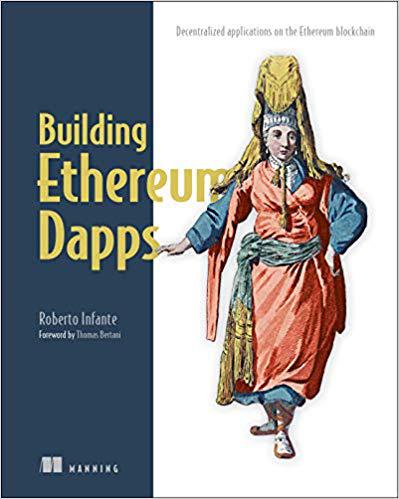 Decentralized applications on the Ethereum blockchain
Building
Ethereum
Dapps
Roberto Infante
Foreword by Thomas Bertani
MANNING